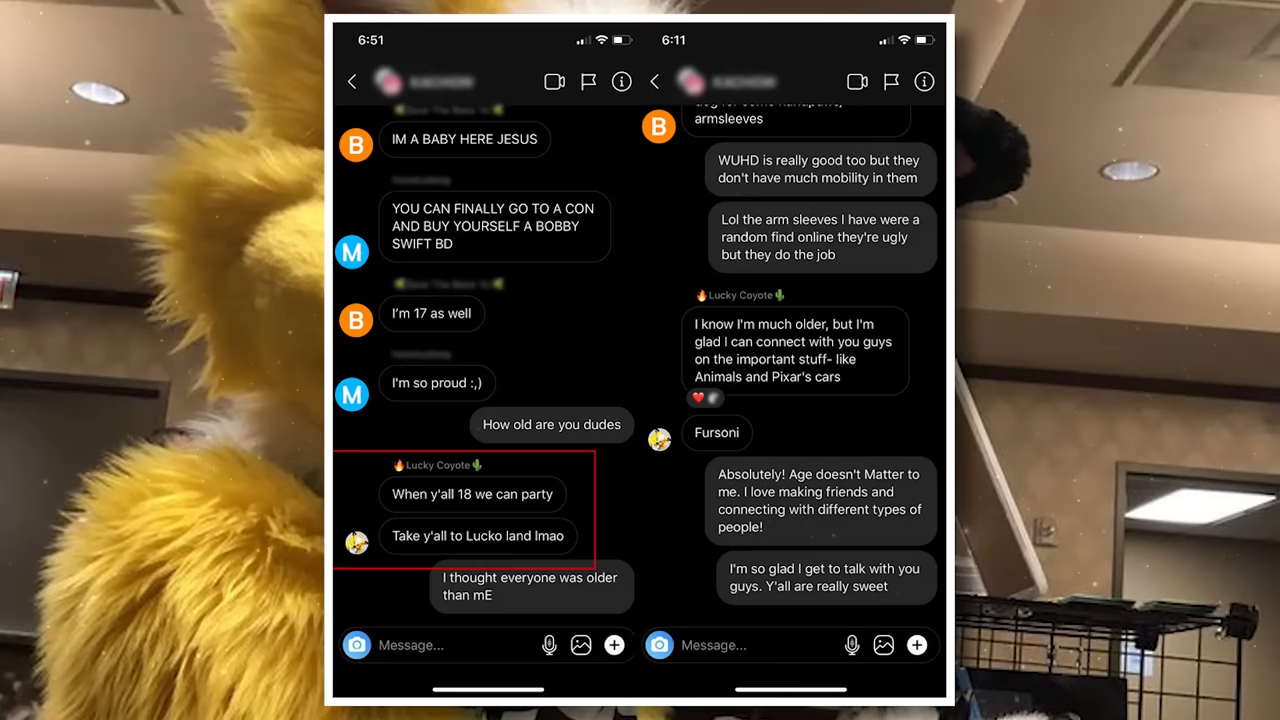 6:51
B
IM A BABY HERE JESUS
YOU CAN FINALLY GO TO A CON
AND BUY YOURSELF A BOBBY
SWIFT BD
M
B
I'm 17 as well
I'm so proud :,)
M
How old are you dudes
🔥Lucky Coyote🌵
When y'all 18 we can party
Take y'all to Lucko land lmao
I thought everyone was older
than mE
Message...
6:11
armsleeves
B
WUHD is really good too but they
don't have much mobility in them
Lol the arm sleeves I have were a
random find online they're ugly
but they do the job
🔥Lucky Coyote🌵
I know I'm much older, but I'm
glad I can connect with you guys
on the important stuff- like
Animals and Pixar's cars
Fursoni
Absolutely! Age doesn't Matter to
me. I love making friends and
connecting with different types of
people!
I'm so glad I get to talk with you
guys. Y'all are really sweet
Message...